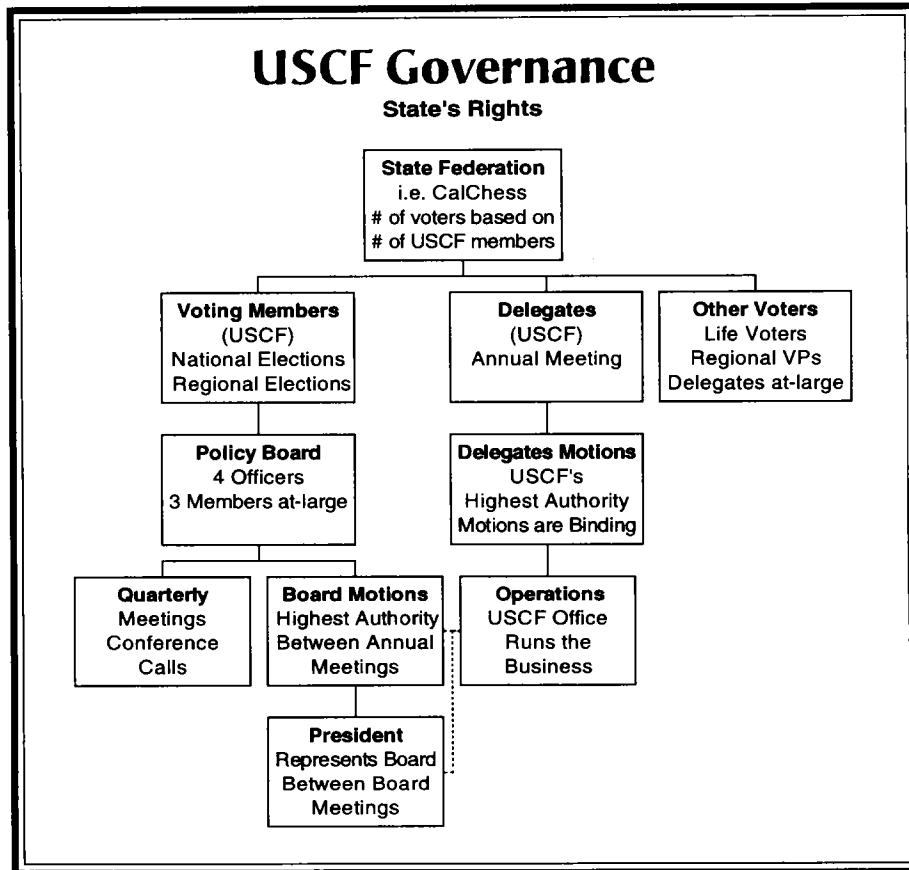 USCF Governance
State's Rights
State Federation
i.e. CalChess
# of voters based on
# of USCF members
Voting Members
(USCF)
National Elections
Regional Elections
Delegates
(USCF)
Annual Meeting
Other Voters
Life Voters
Regional VPs
Delegates at-large
Policy Board
4 Officers
3 Members at-large
Delegates Motions
USCF's
Highest Authority
Motions are Binding
Quarterly
Meetings
Conference
Calls
Board Motions
Highest Authority
Between Annual
Meetings
Operations
USCF Office
Runs the
Business
President
Represents Board
Between Board
Meetings